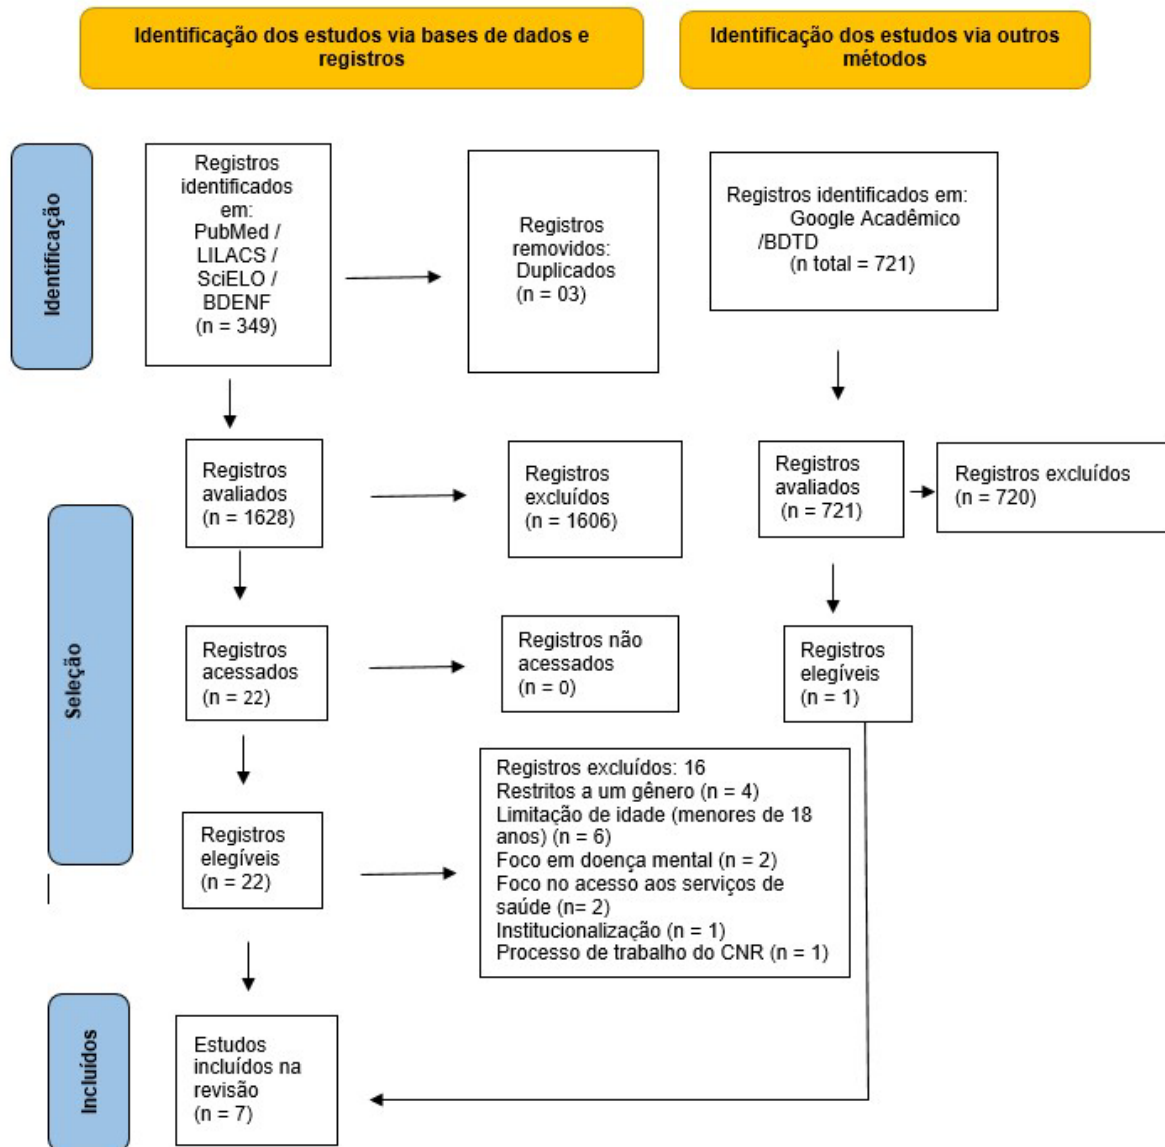 Identificação dos estudos via bases de dados e
registros
Identificação dos estudos via outros
métodos
Identificação
Registros
identificados
em:
PubMed /
LILACS /
SciELO /
BDENF
(n = 349)
Registros
removidos:
Duplicados
(n = 03)
Registros identificados em:
Google Acadêmico
/BDTD
(n total = 721)
Seleção
Registros
avaliados
(n = 1628)
Registros
excluídos
(n = 1606)
Registros
avaliados
(n = 721)
Registros excluídos
(n = 720)
Registros
acessados
(n = 22)
Registros não
acessados
(n = 0)
Registros
elegíveis
(n = 1)
Registros
elegíveis
(n = 22)
Registros excluídos: 16
Restritos a um gênero (n = 4)
Limitação de idade (menores de 18
anos) (n = 6)
Foco em doença mental (n = 2)
Foco no acesso aos serviços de
saúde (n= 2)
Institucionalização (n = 1)
Processo de trabalho do CNR (n = 1)
Incluídos
Estudos
incluídos na
revisão
(n = 7)